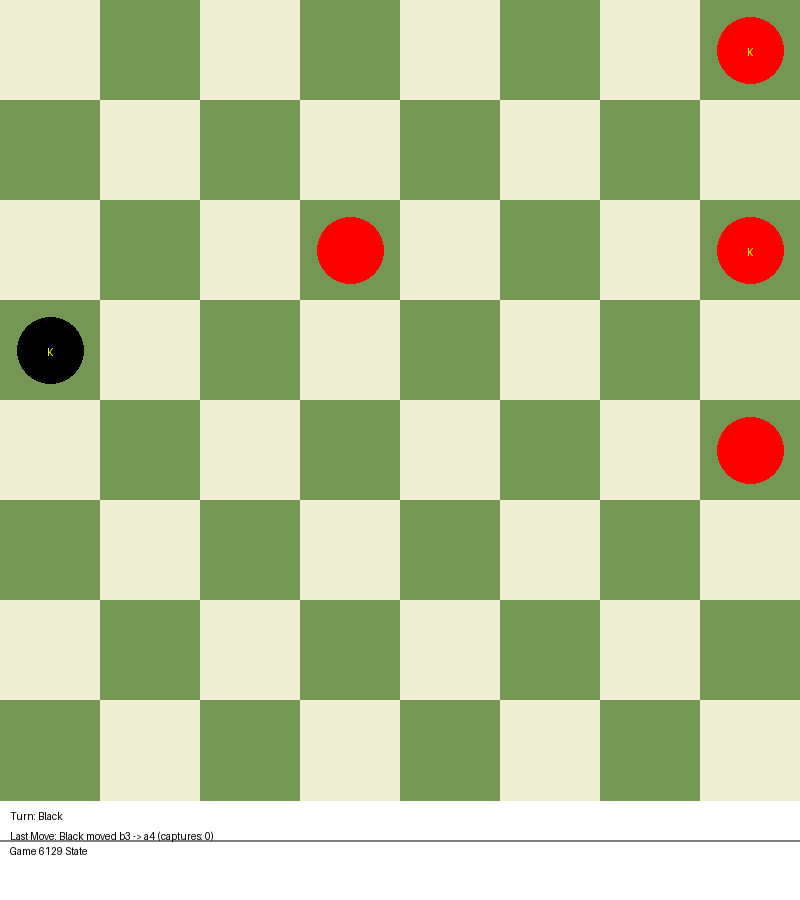 K
K
K
Turn: Black
Last Move: Black moved b3 -> a4 (captures: 0)
Game 6129 State